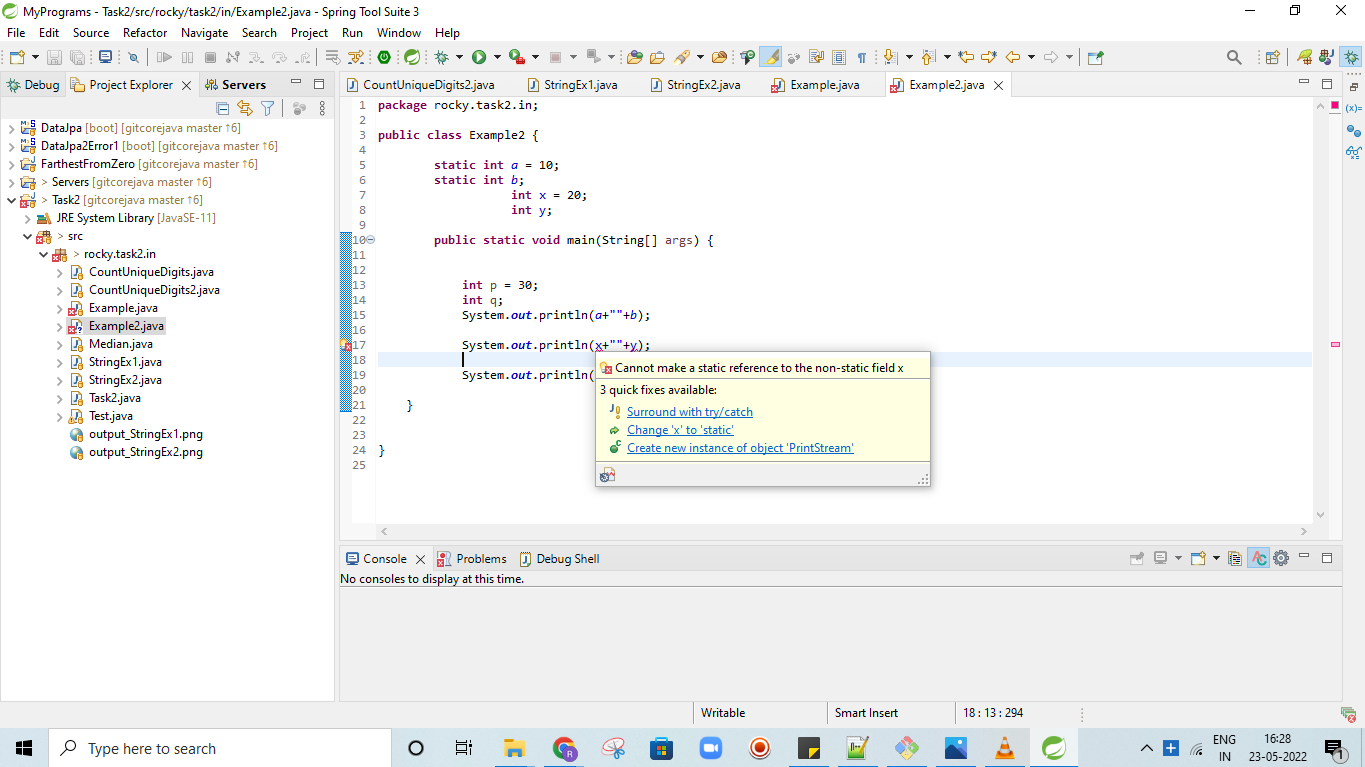 MyPrograms - Task2/src/rocky/task2/in/Example2.java - Spring Tool Suite 3
File Edit Source Refactor Navigate Search Project Run Window Help
Debug Project Explorer Servers
DataJpa [boot] [gitcorejava master ↑6]
DataJpa2Error1 [boot] [gitcorejava master ↑6]
FarthestFromZero [gitcorejava master ↑6]
> Servers [gitcorejava master ↑6]
> Task2 [gitcorejava master ↑6]
JRE System Library [JavaSE-11]
> src
> rocky.task2.in
CountUniqueDigits.java
CountUniqueDigits2.java
Example.java
Example2.java
Median.java
StringEx1.java
StringEx2.java
Task2.java
Test.java
output_StringEx1.png
output_StringEx2.png
CountUniqueDigits2.java StringEx1.java StringEx2.java Example.java Example2.java
1 package rocky.task2.in;
2
3 public class Example2 {
4
5 static int a = 10;
6 static int b;
7 int x = 20;
8 int y;
9
10 public static void main(String[] args) {
11
12
13 int p = 30;
14 int q;
15 System.out.println(a+""+b);
16
17 System.out.println(x+""+y);
18
19 System.out.println(
20
21 }
22
23
24 }
25
Cannot make a static reference to the non-static field x
3 quick fixes available:
Surround with try/catch
Change 'x' to 'static'
Create new instance of object 'PrintStream'
Console Problems Debug Shell
No consoles to display at this time.
Writable Smart Insert 18 : 13 : 294
Type here to search
ENG
IN
16:28
23-05-2022
1